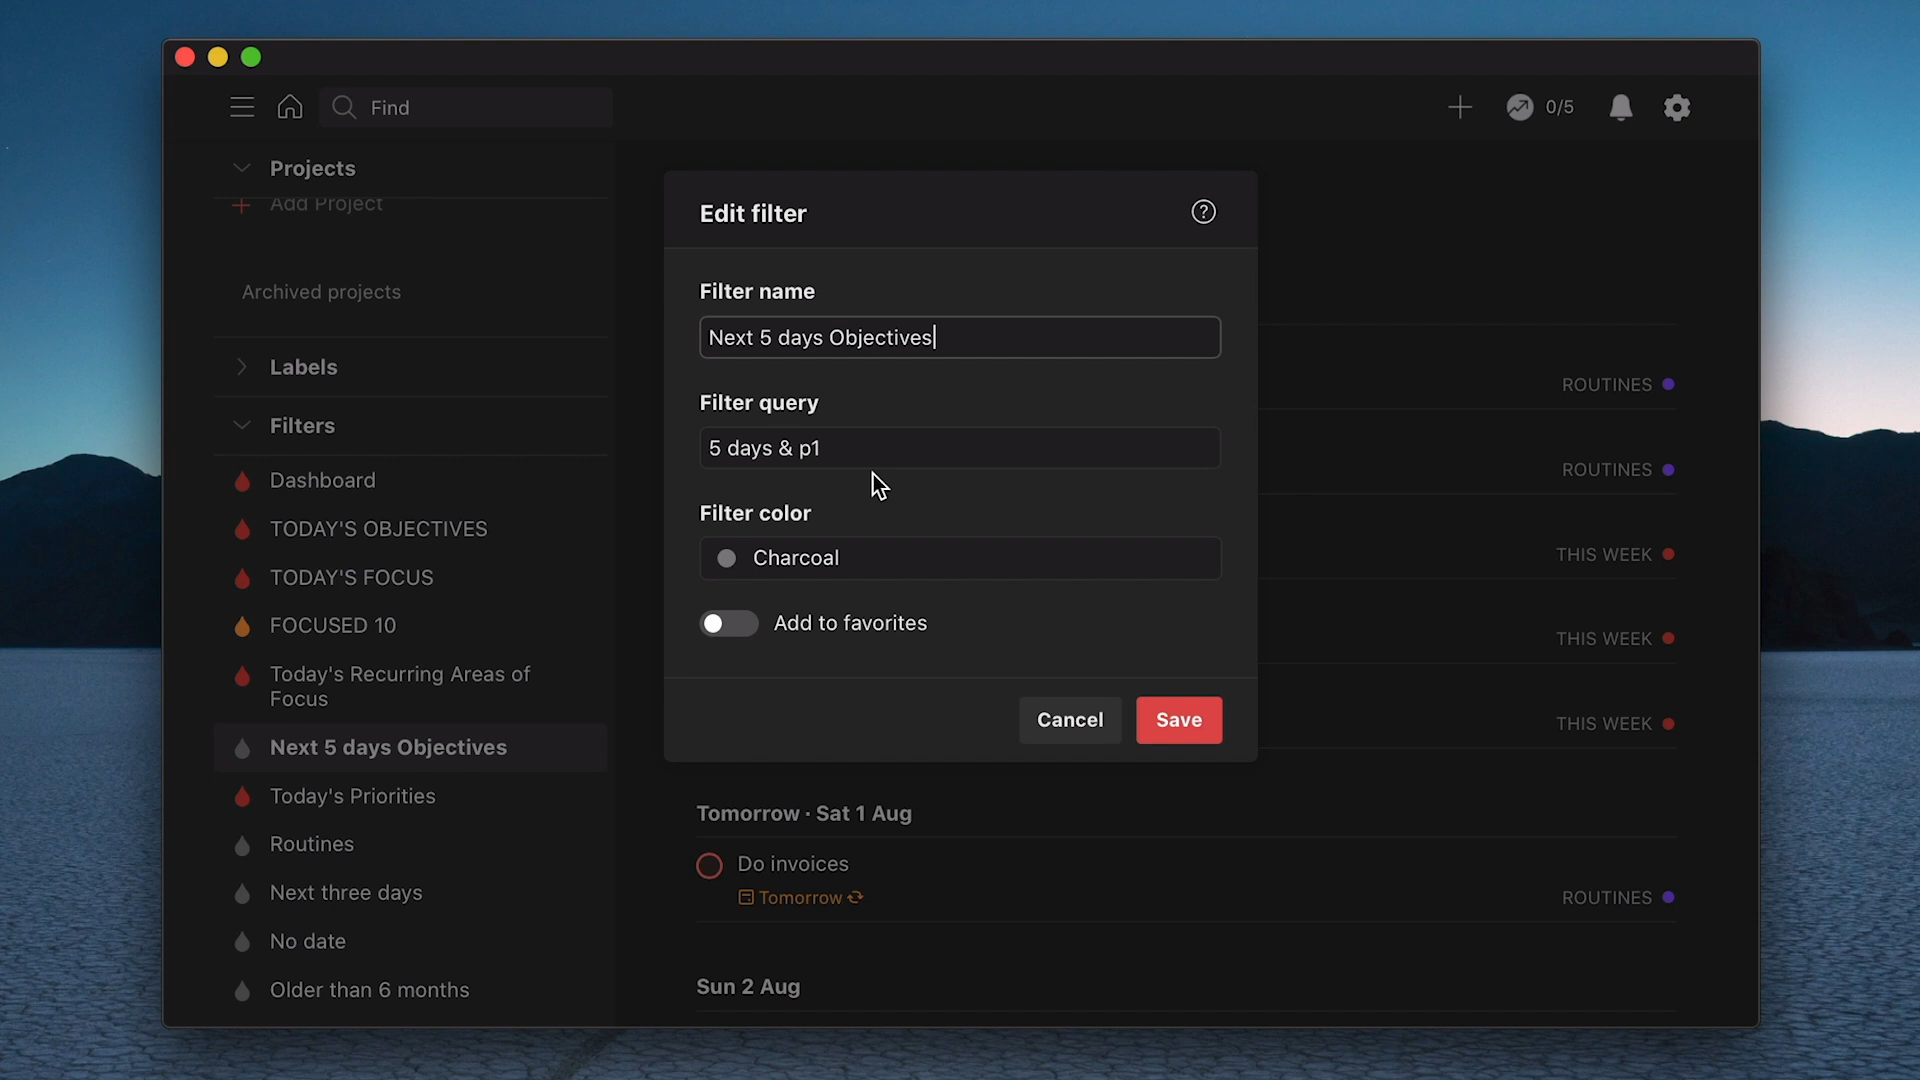 Find
0/5
Projects
Add Project
Archived projects
Labels
Filters
Dashboard
TODAY'S OBJECTIVES
TODAY'S FOCUS
FOCUSED 10
Today's Recurring Areas of
Focus
Next 5 days Objectives
Today's Priorities
Routines
Next three days
No date
Older than 6 months
Edit filter
?
Filter name
Next 5 days Objectives
Filter query
5 days & p1
Filter color
Charcoal
Add to favorites
Cancel
Save
ROUTINES
ROUTINES
THIS WEEK
THIS WEEK
THIS WEEK
Tomorrow · Sat 1 Aug
Do invoices
Tomorrow
ROUTINES
Sun 2 Aug